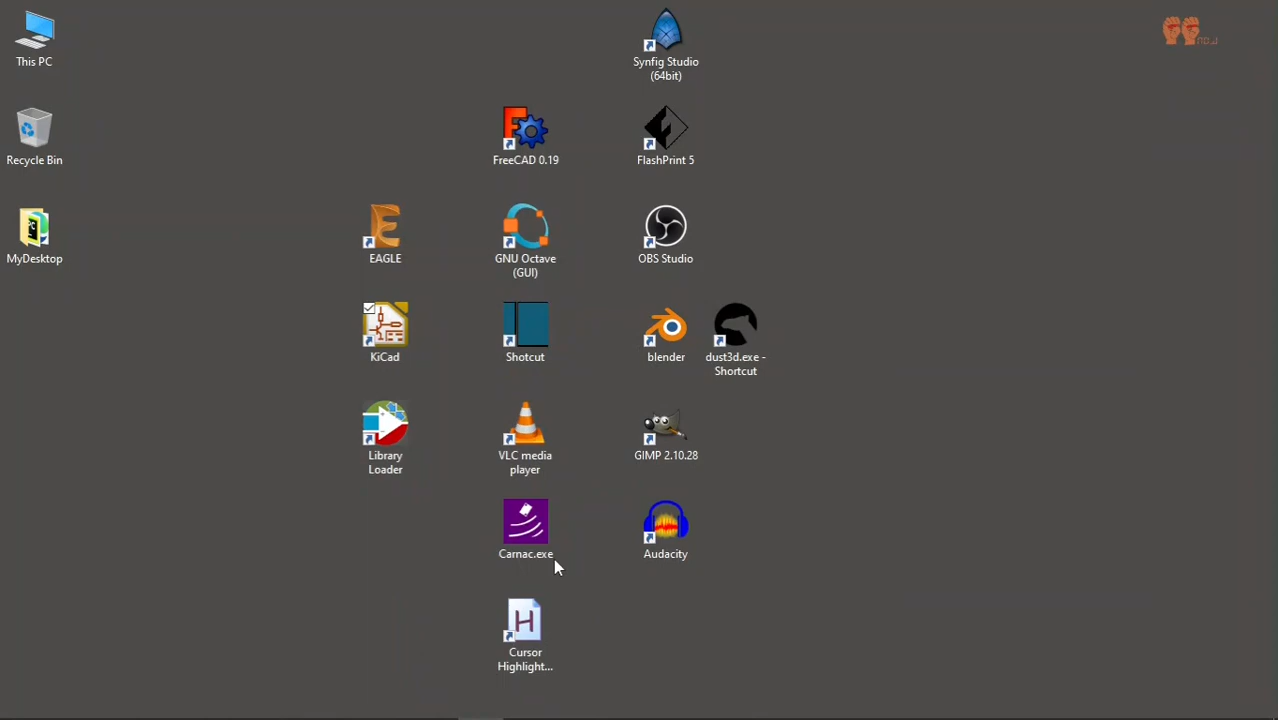 This PC
Recycle Bin
MyDesktop
EAGLE
KiCad
Library
Loader
FreeCAD 0.19
GNU Octave
(GUI)
Shotcut
VLC media
player
Carnac.exe
Cursor
Highlight...
Synfig Studio
(64bit)
FlashPrint 5
OBS Studio
blender
GIMP 2.10.28
Audacity
dust3d.exe -
Shortcut